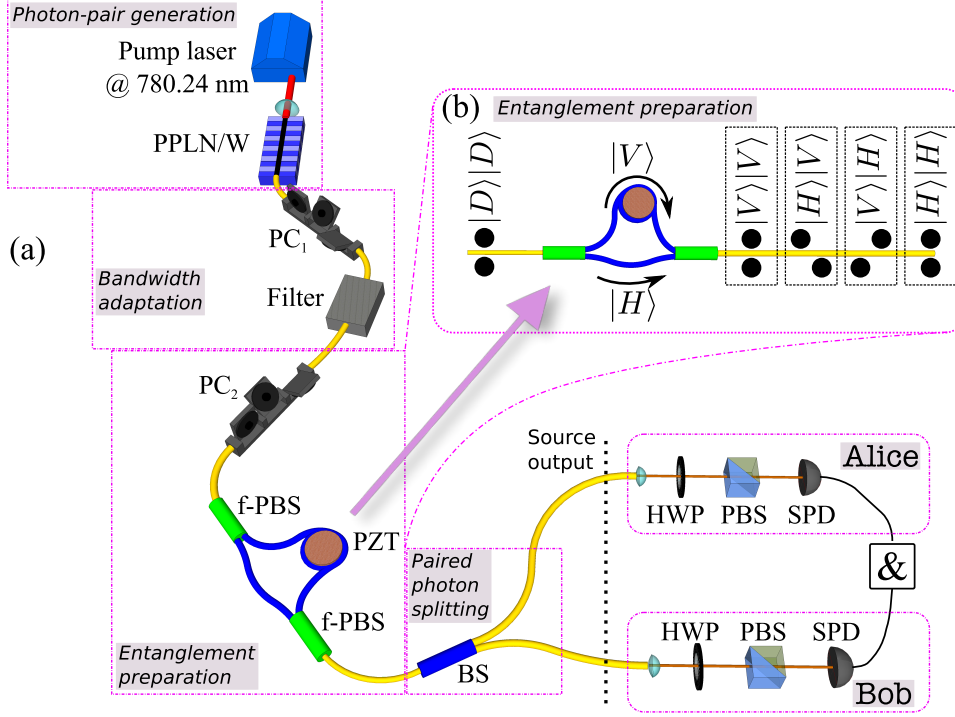 Photon-pair generation
Pump laser
@ 780.24 nm
PPLN/W
(a)
PC1
Bandwidth
adaptation
Filter
PC2
f-PBS
PZT
f-PBS
Entanglement
preparation
Paired
photon
splitting
BS
(b)
Entanglement preparation
|D⟩|D⟩
|V⟩
|H⟩
|V⟩|V⟩
|H⟩|V⟩
|V⟩|H⟩
|H⟩|H⟩
Source
output
Alice
HWP
PBS
SPD
&
HWP
PBS
SPD
Bob